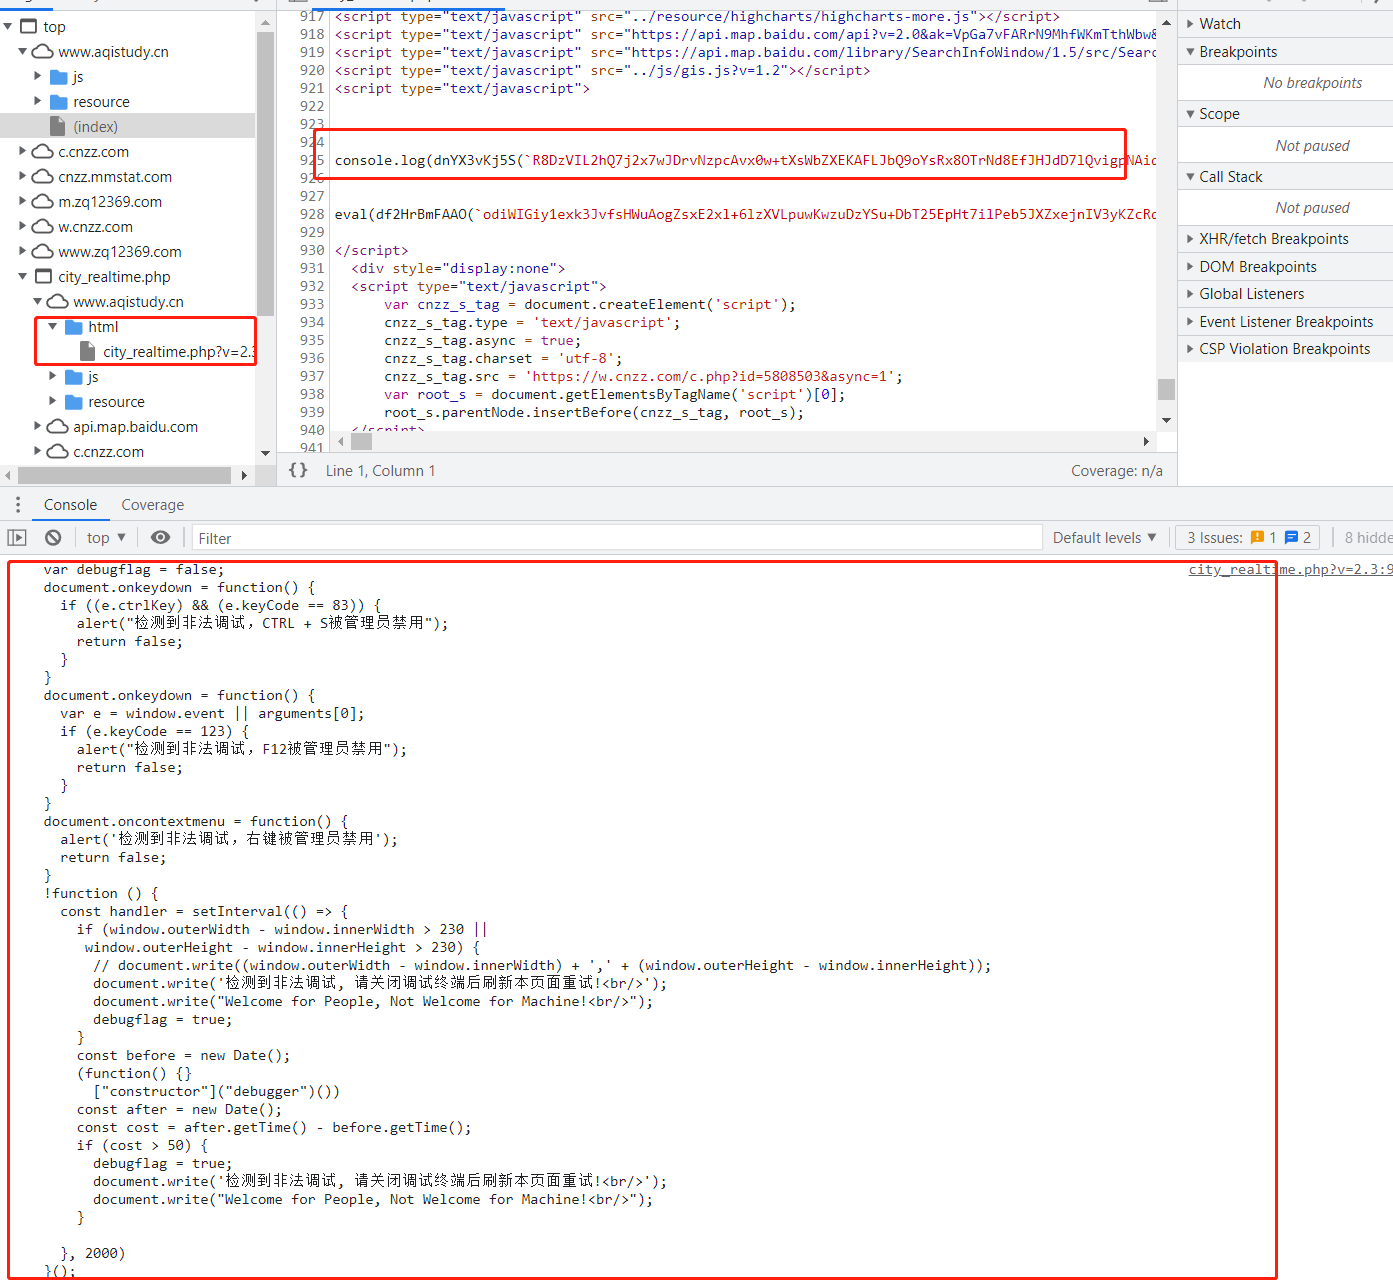 top
www.aqistudy.cn
js
resource
(index)
c.cnzz.com
cnzz.mmstat.com
m.zq12369.com
w.cnzz.com
www.zq12369.com
city_realtime.php
www.aqistudy.cn
html
city_realtime.php?v=2.3
js
resource
api.map.baidu.com
c.cnzz.com
917 <script type="text/javascript" src="../resource/highcharts/highcharts-more.js"></script>
918 <script type="text/javascript" src="https://api.map.baidu.com/api?v=2.0&ak=VpGa7vFARrN9MhfWKmTthWbw&
919 <script type="text/javascript" src="https://api.map.baidu.com/library/SearchInfoWindow/1.5/src/Searc
920 <script type="text/javascript" src="../js/gis.js?v=1.2"></script>
921 <script type="text/javascript">
922
923
924
925 console.log(dnYX3vKj5S(`R8DzVIL2hQ7j2x7wJDrvNzpcAvx0w+tXsWbZXEKAFLJbQ9oYsRx8OTrNd8EfJHJdD7lQvigpNAic
926
927
928 eval(df2HrBmFAAO(`odiWIGiy1exk3JvfsHWuAogZsxE2xl+6lzXVLpuwKwzuDzYSu+DbT25EpHt7ilPeb5JXZxejnIV3yKZcRo
929
930 </script>
931 <div style="display:none">
932 <script type="text/javascript">
933 var cnzz_s_tag = document.createElement('script');
934 cnzz_s_tag.type = 'text/javascript';
935 cnzz_s_tag.async = true;
936 cnzz_s_tag.charset = 'utf-8';
937 cnzz_s_tag.src = 'https://w.cnzz.com/c.php?id=5808503&async=1';
938 var root_s = document.getElementsByTagName('script')[0];
939 root_s.parentNode.insertBefore(cnzz_s_tag, root_s);
940 </script>
941
{} Line 1, Column 1
Coverage: n/a
Watch
Breakpoints
No breakpoints
Scope
Not paused
Call Stack
Not paused
XHR/fetch Breakpoints
DOM Breakpoints
Global Listeners
Event Listener Breakpoints
CSP Violation Breakpoints
Console Coverage
top ▼ Filter Default levels ▼ 3 Issues: 1 2 8 hidde
city_realtime.php?v=2.3:9
var debugflag = false;
document.onkeydown = function() {
if ((e.ctrlKey) && (e.keyCode == 83)) {
alert("检测到非法调试，CTRL + S被管理员禁用");
return false;
}
}
document.onkeydown = function() {
var e = window.event || arguments[0];
if (e.keyCode == 123) {
alert("检测到非法调试，F12被管理员禁用");
return false;
}
}
document.oncontextmenu = function() {
alert('检测到非法调试，右键被管理员禁用');
return false;
}
!function () {
const handler = setInterval(() => {
if (window.outerWidth - window.innerWidth > 230 ||
window.outerHeight - window.innerHeight > 230) {
// document.write((window.outerWidth - window.innerWidth) + ',' + (window.outerHeight - window.innerHeight));
document.write('检测到非法调试, 请关闭调试终端后刷新本页面重试!<br/>');
document.write("Welcome for People, Not Welcome for Machine!<br/>");
debugflag = true;
}
const before = new Date();
(function() {}
["constructor"]("debugger")())
const after = new Date();
const cost = after.getTime() - before.getTime();
if (cost > 50) {
debugflag = true;
document.write('检测到非法调试, 请关闭调试终端后刷新本页面重试!<br/>');
document.write("Welcome for People, Not Welcome for Machine!<br/>");
}
}, 2000)
}();